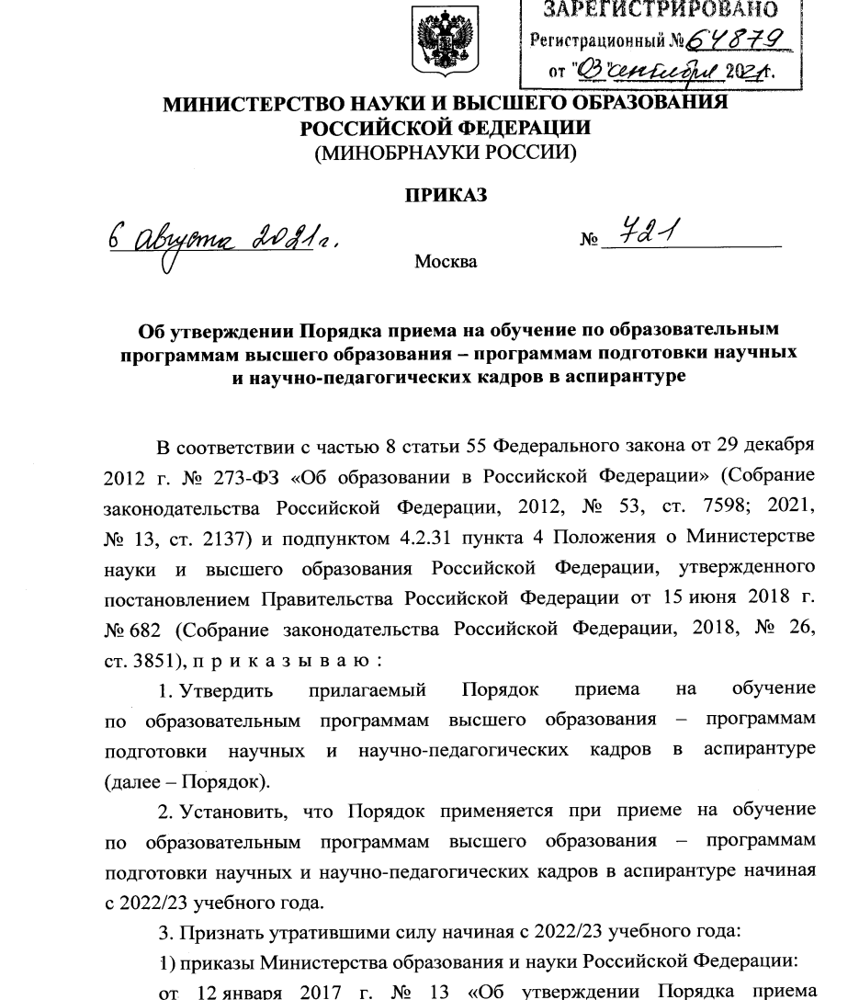 ЗАРЕГИСТРИРОВАНО
Регистрационный № 64879
от "03" сентября 2021г.
МИНИСТЕРСТВО НАУКИ И ВЫСШЕГО ОБРАЗОВАНИЯ
РОССИЙСКОЙ ФЕДЕРАЦИИ
(МИНОБРНАУКИ РОССИИ)
ПРИКАЗ
6 августа 2021 г. № 721
Москва
Об утверждении Порядка приема на обучение по образовательным
программам высшего образования – программам подготовки научных
и научно-педагогических кадров в аспирантуре
В соответствии с частью 8 статьи 55 Федерального закона от 29 декабря
2012 г. № 273-ФЗ «Об образовании в Российской Федерации» (Собрание
законодательства Российской Федерации, 2012, № 53, ст. 7598; 2021,
№ 13, ст. 2137) и подпунктом 4.2.31 пункта 4 Положения о Министерстве
науки и высшего образования Российской Федерации, утвержденного
постановлением Правительства Российской Федерации от 15 июня 2018 г.
№ 682 (Собрание законодательства Российской Федерации, 2018, № 26,
ст. 3851), п р и к а з ы в а ю :
1. Утвердить прилагаемый Порядок приема на обучение
по образовательным программам высшего образования – программам
подготовки научных и научно-педагогических кадров в аспирантуре
(далее – Порядок).
2. Установить, что Порядок применяется при приеме на обучение
по образовательным программам высшего образования – программам
подготовки научных и научно-педагогических кадров в аспирантуре начиная
с 2022/23 учебного года.
3. Признать утратившими силу начиная с 2022/23 учебного года:
1) приказы Министерства образования и науки Российской Федерации:
от 12 января 2017 г. № 13 «Об утверждении Порядка приема